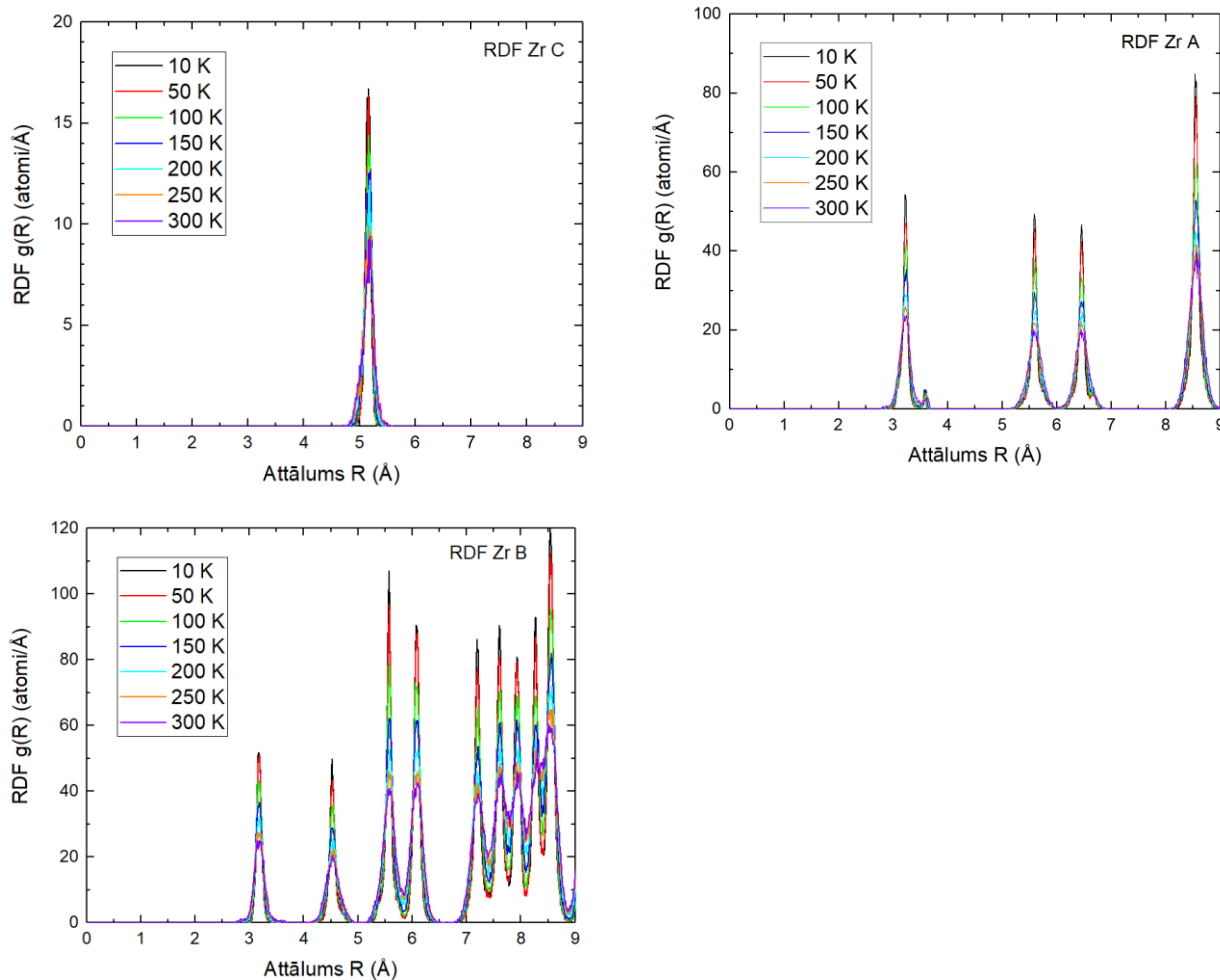 RDF Zr C
10 K
50 K
100 K
150 K
200 K
250 K
300 K
RDF g(R) (atomi/Å)
20
15
10
5
0
0 1 2 3 4 5 6 7 8 9
Attālums R (Å)
RDF Zr A
10 K
50 K
100 K
150 K
200 K
250 K
300 K
RDF g(R) (atomi/Å)
100
80
60
40
20
0
0 1 2 3 4 5 6 7 8 9
Attālums R (Å)
RDF Zr B
10 K
50 K
100 K
150 K
200 K
250 K
300 K
RDF g(R) (atomi/Å)
120
100
80
60
40
20
0
0 1 2 3 4 5 6 7 8 9
Attālums R (Å)